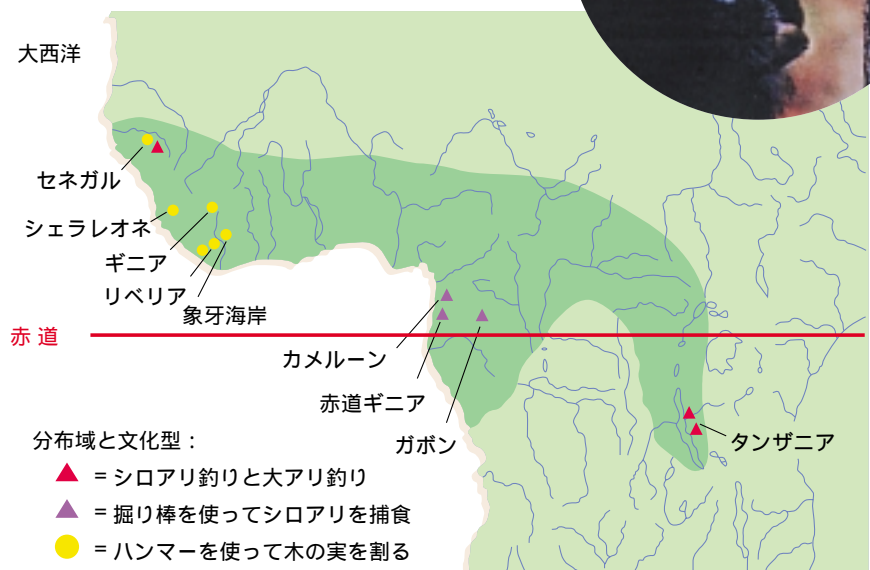 大西洋
セネガル
シェラレオネ
ギニア
リベリア
象牙海岸
赤道
カメルーン
赤道ギニア
ガボン
タンザニア
分布域と文化型：
= シロアリ釣りと大アリ釣り
= 掘り棒を使ってシロアリを捕食
= ハンマーを使って木の実を割る